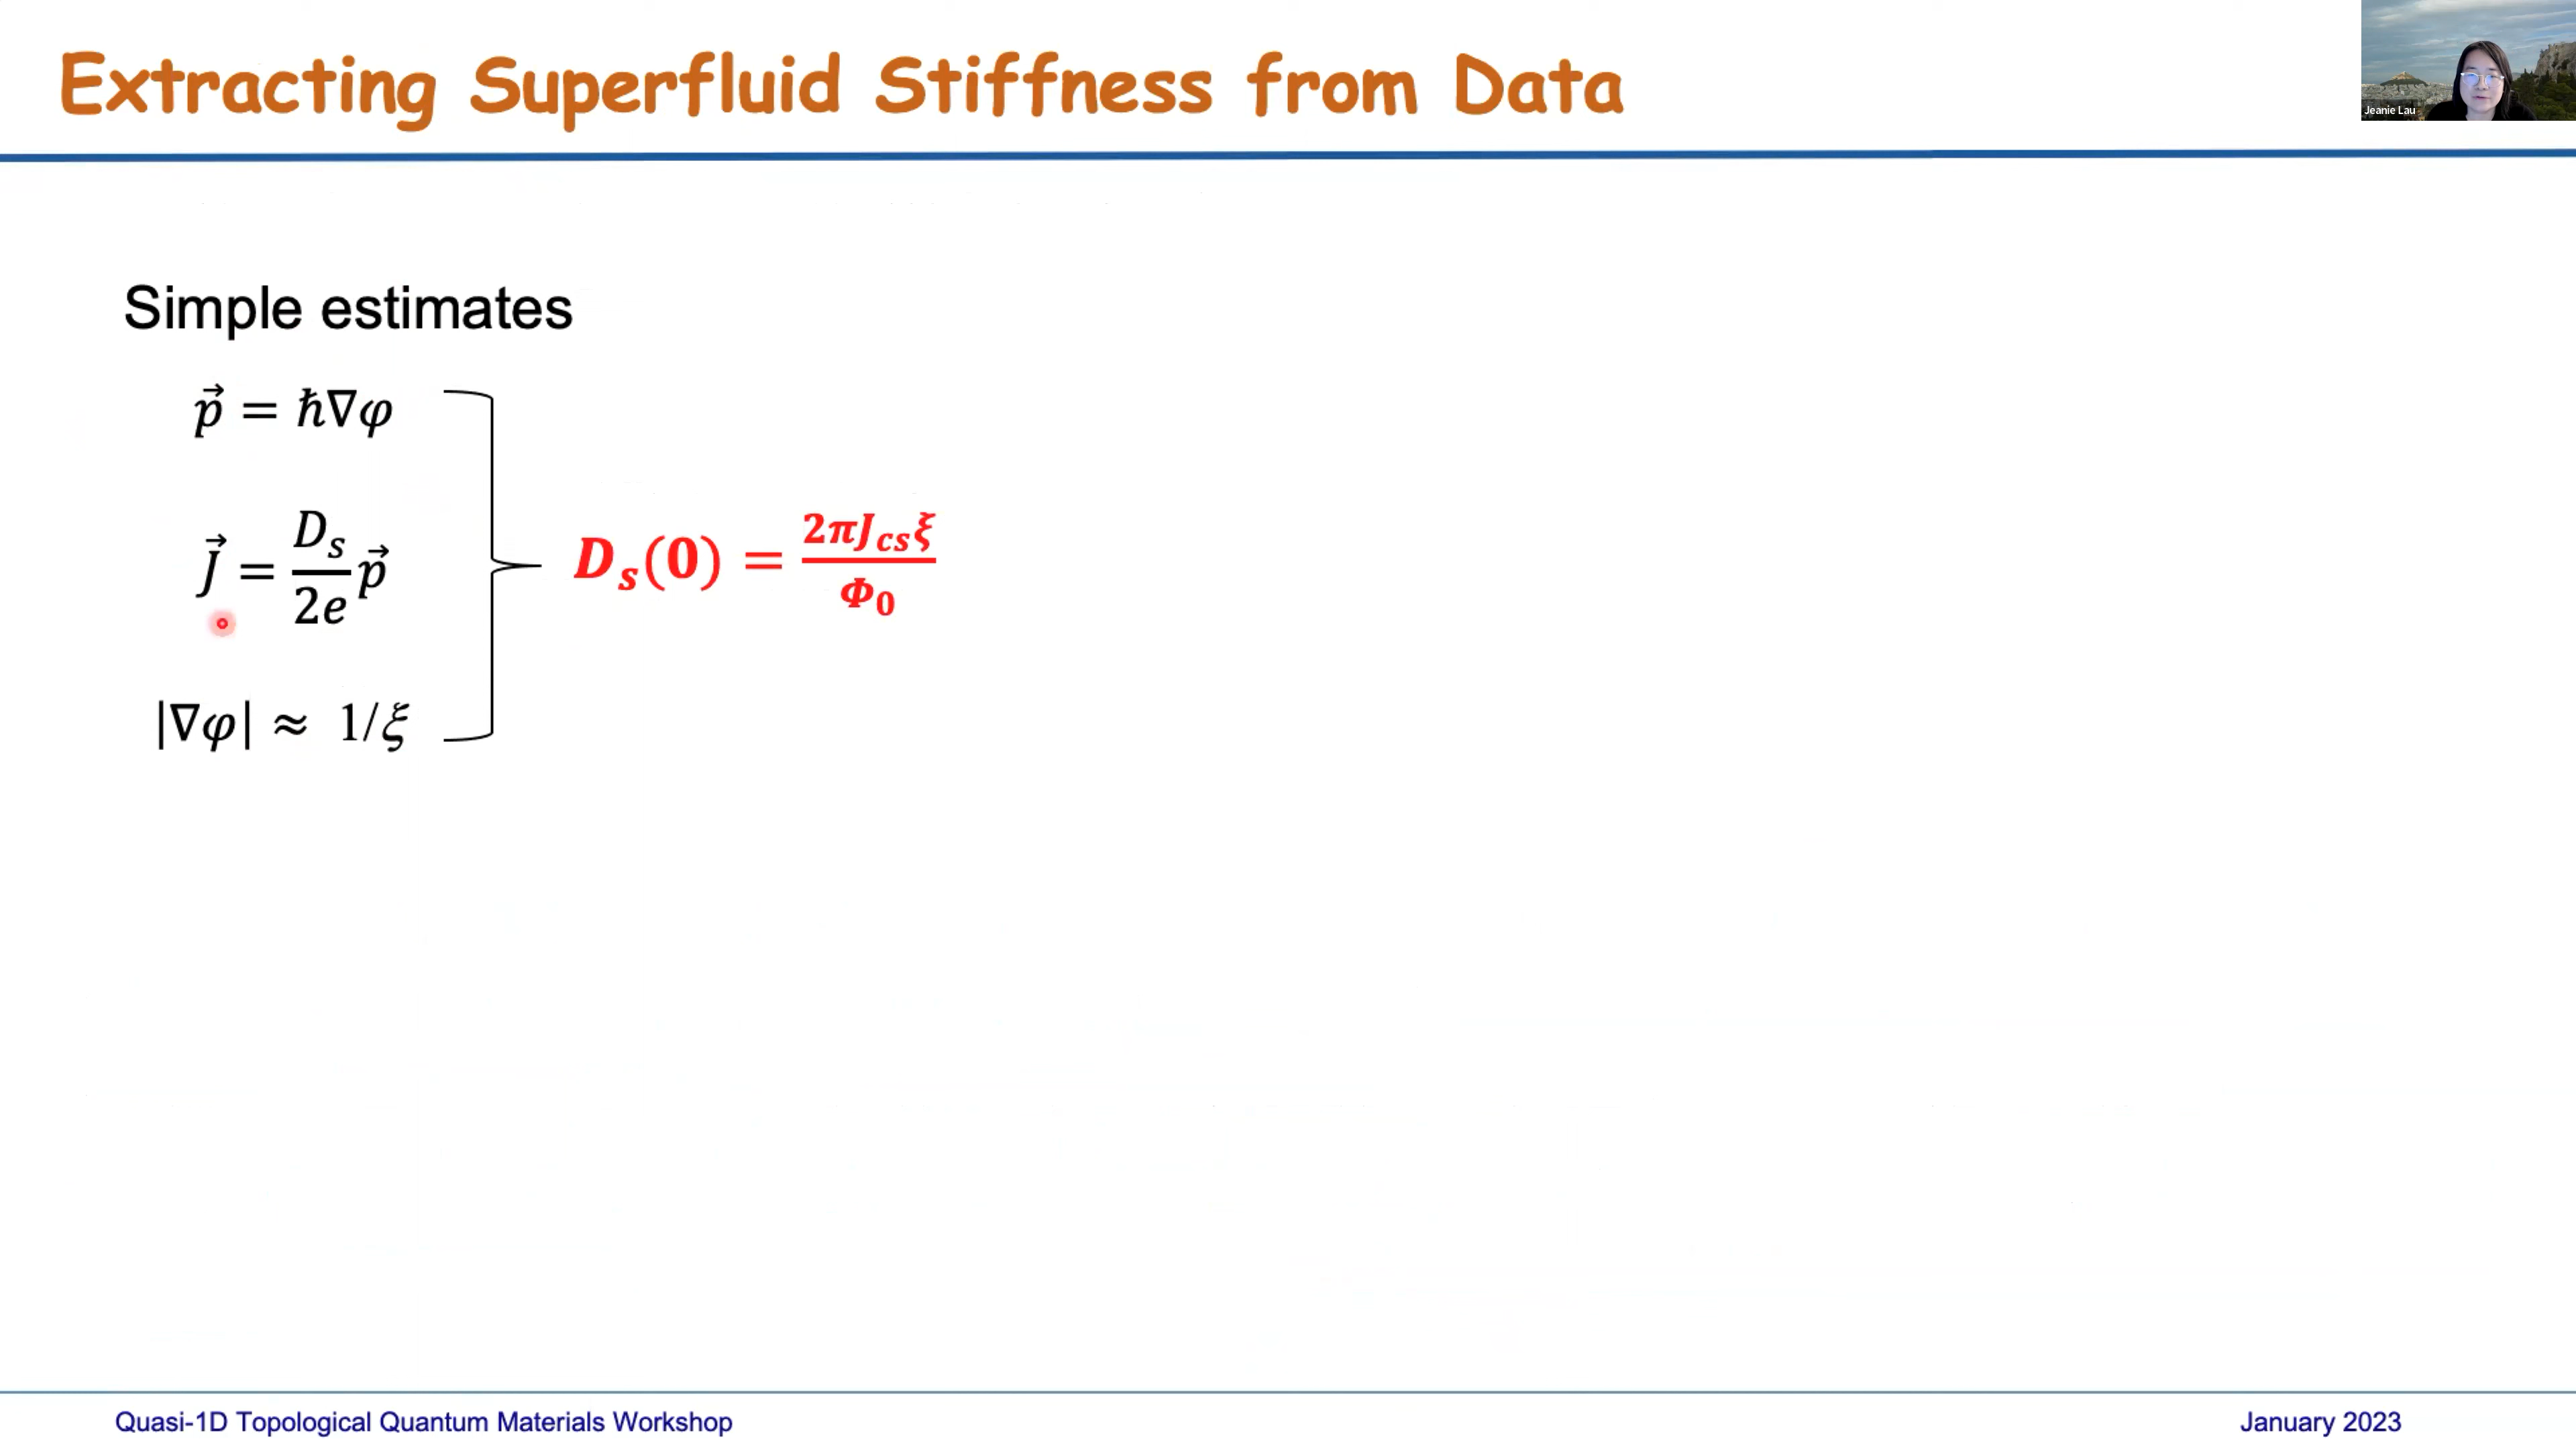 Extracting Superfluid Stiffness from Data
Jeanie Lau
Simple estimates
p⃗ = ħ∇φ
J⃗ = D_s/2e p⃗
|∇φ| ≈ 1/ξ
D_s(0) = 2πJ_csξ/Φ_0
Quasi-1D Topological Quantum Materials Workshop
January 2023